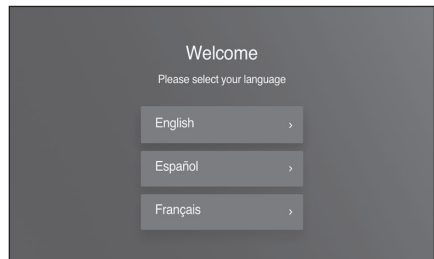 Welcome
Please select your language
English ›
Español ›
Français ›